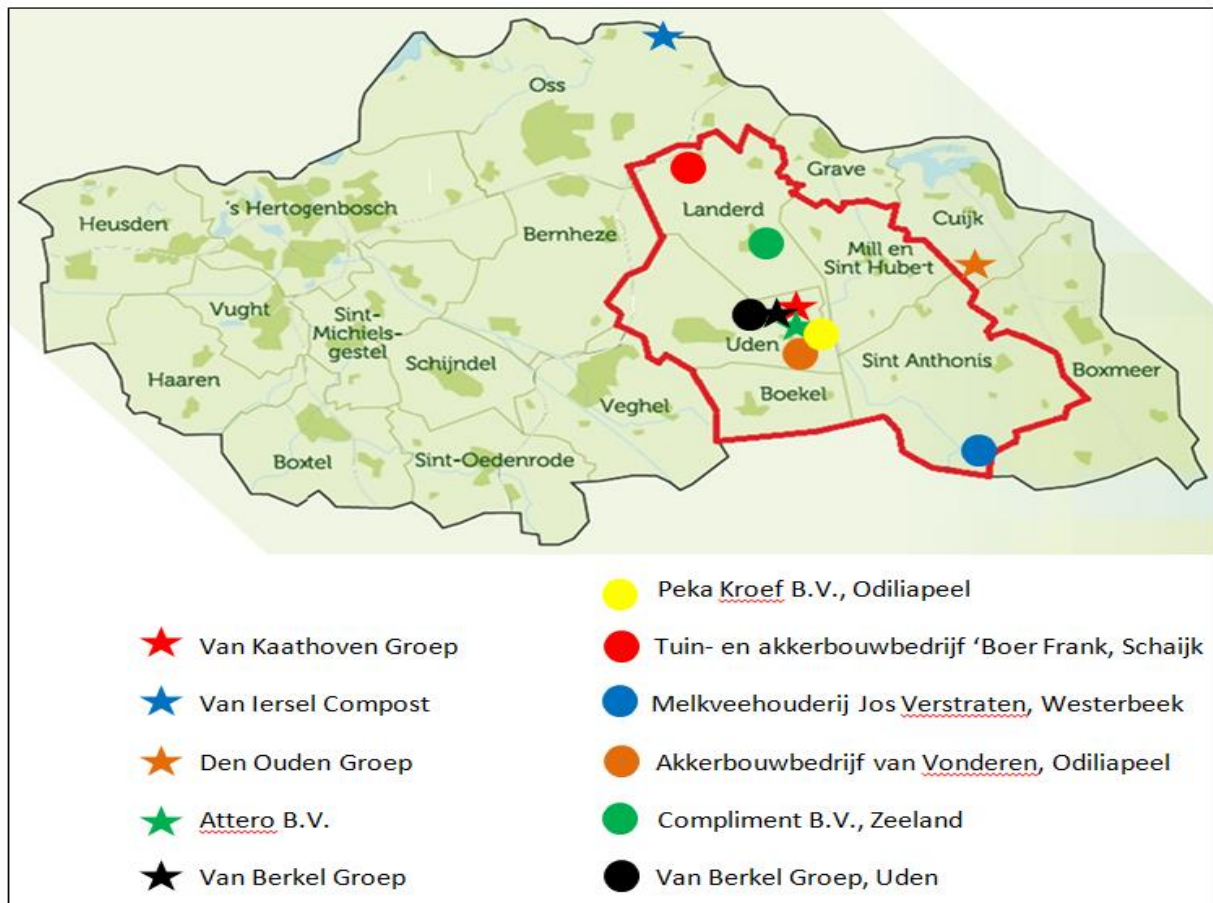 Oss
Grave
Heusden
's Hertogenbosch
Landerd
Cuijk
Bernheze
Mill en
Sint Hubert
Vught
Sint-
Michiels-
gestel
Uden
Haaren
Schijndel
Sint Anthonis
Boxmeer
Veghel
Boekel
Boxtel
Sint-Oedenrode
Peka Kroef B.V., Odiliapeel
Van Kaathoven Groep
Tuin- en akkerbouwbedrijf ‘Boer Frank, Schaijk
Van Iersel Compost
Melkveehouderij Jos Verstraten, Westerbeek
Den Ouden Groep
Akkerbouwbedrijf van Vonderen, Odiliapeel
Attero B.V.
Compliment B.V., Zeeland
Van Berkel Groep
Van Berkel Groep, Uden